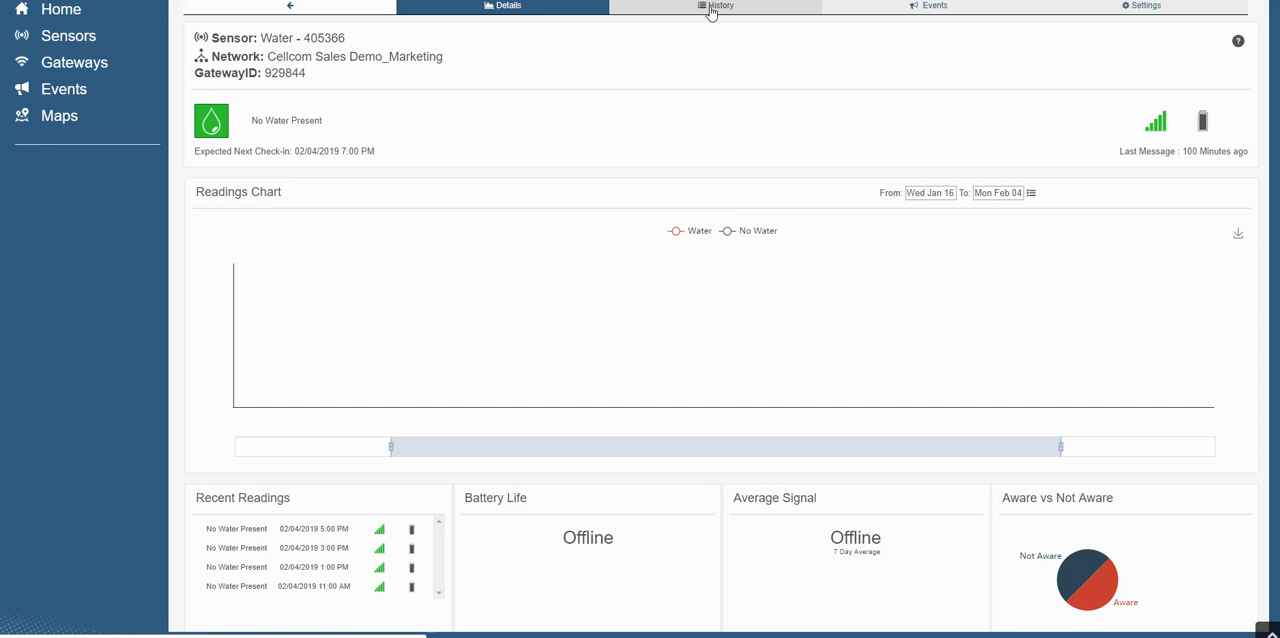 Home
Sensors
Gateways
Events
Maps
Details
History
Events
Settings
Sensor: Water - 405366
Network: Cellcom Sales Demo_Marketing
GatewayID: 929844
?
No Water Present
Expected Next Check-in: 02/04/2019 7:00 PM
Last Message : 100 Minutes ago
Readings Chart
From: Wed Jan 16 To: Mon Feb 04
Water No Water
Recent Readings
No Water Present 02/04/2019 5:00 PM
No Water Present 02/04/2019 3:00 PM
No Water Present 02/04/2019 1:00 PM
No Water Present 02/04/2019 11:00 AM
Battery Life
Offline
Average Signal
Offline
7 Day Average
Aware vs Not Aware
Not Aware
Aware